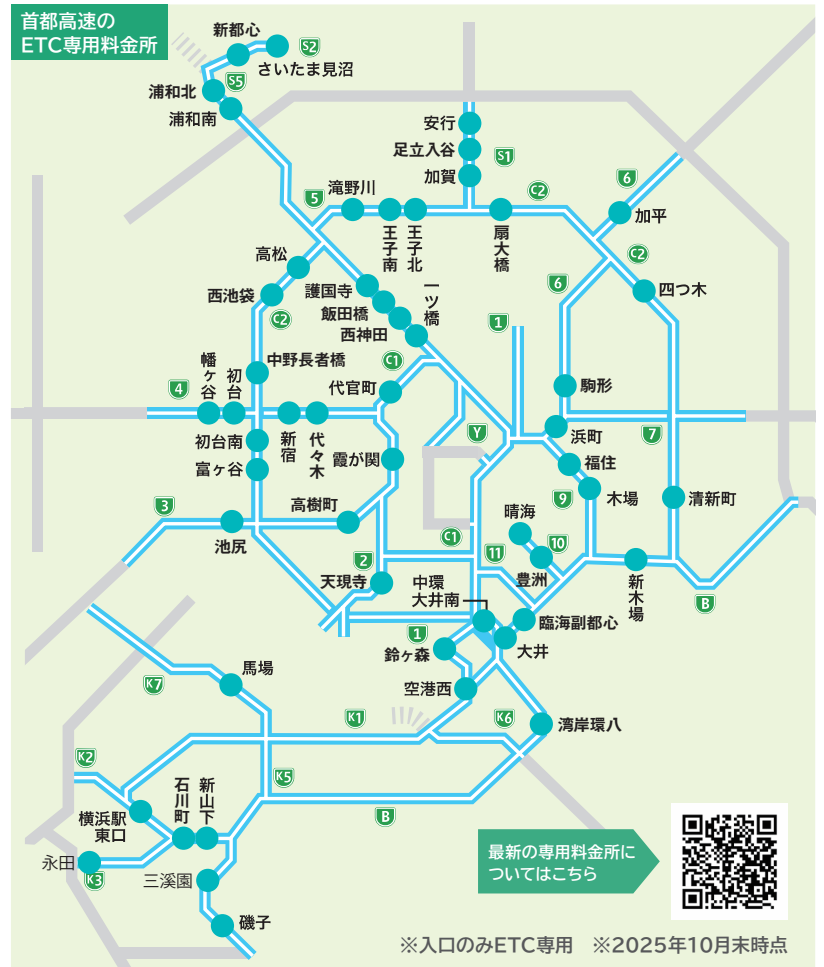 首都高速の
ETC専用料金所
新都心
S2
さいたま見沼
S5
浦和北
浦和南
安行
足立入谷
加賀
S1
5
滝野川
王子南
王子北
扇大橋
C2
6
加平
C2
高松
西池袋
C2
護国寺
飯田橋
西神田
一ツ橋
6
四つ木
1
C1
中野長者橋
幡ヶ谷
初台
4
代官町
駒形
初台南
富ヶ谷
新宿
代々木
霞が関
Y
浜町
7
福住
3
高樹町
池尻
9
木場
清新町
晴海
10
C1
11
豊洲
2
天現寺
中環
大井南
新木場
B
臨海副都心
1
鈴ヶ森
大井
空港西
馬場
K7
K1
K6
湾岸環八
K2
石川町
新山下
K5
B
横浜駅
東口
永田
K3
三溪園
磯子
最新の専用料金所に
ついてはこちら
※入口のみETC専用 ※2025年10月末時点